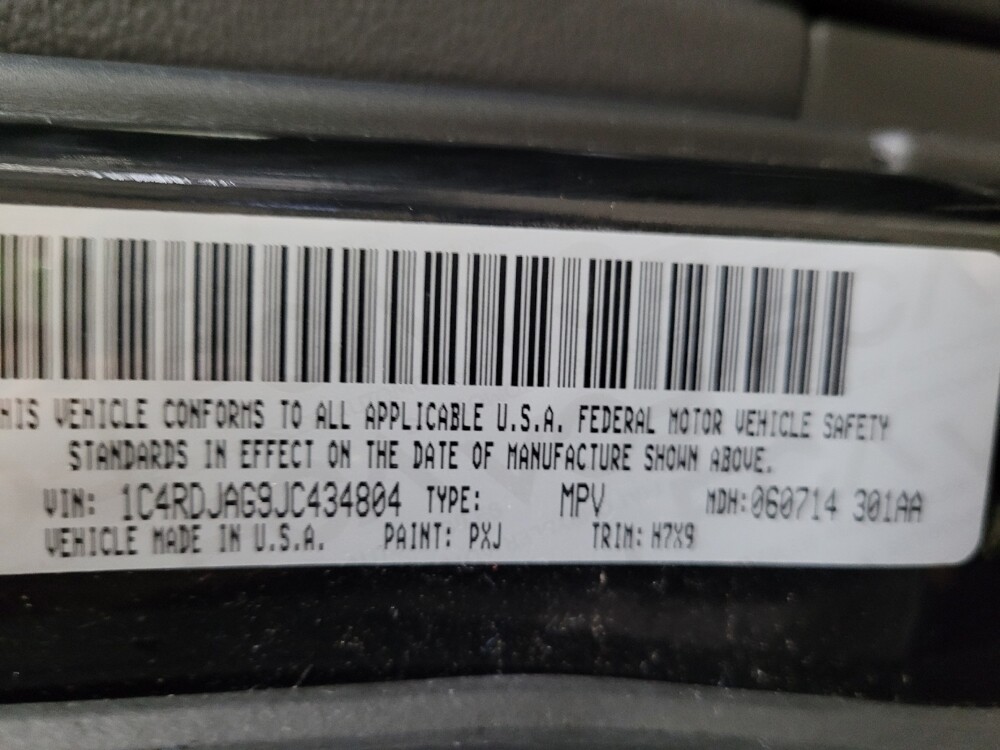 HIS VEHICLE CONFORMS TO ALL APPLICABLE U.S.A. FEDERAL MOTOR VEHICLE SAFETY
STANDARDS IN EFFECT ON THE DATE OF MANUFACTURE SHOWN ABOVE.
VIN: 1C4RDJAG9JC434804 TYPE: MPV MDH:060714 301AA
VEHICLE MADE IN U.S.A. PAINT: PXJ TRIM: H7X9